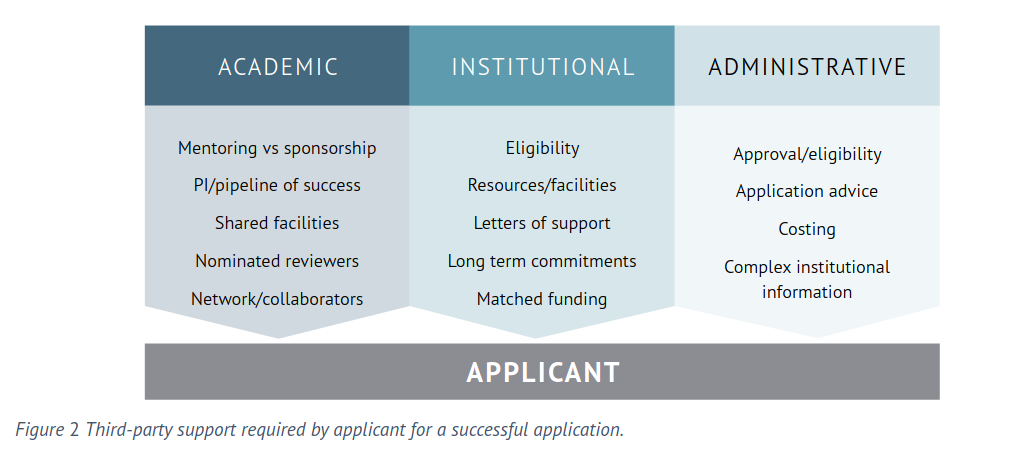 ACADEMIC
Mentoring vs sponsorship
PI/pipeline of success
Shared facilities
Nominated reviewers
Network/collaborators
INSTITUTIONAL
Eligibility
Resources/facilities
Letters of support
Long term commitments
Matched funding
ADMINISTRATIVE
Approval/eligibility
Application advice
Costing
Complex institutional
information
APPLICANT
Figure 2 Third-party support required by applicant for a successful application.